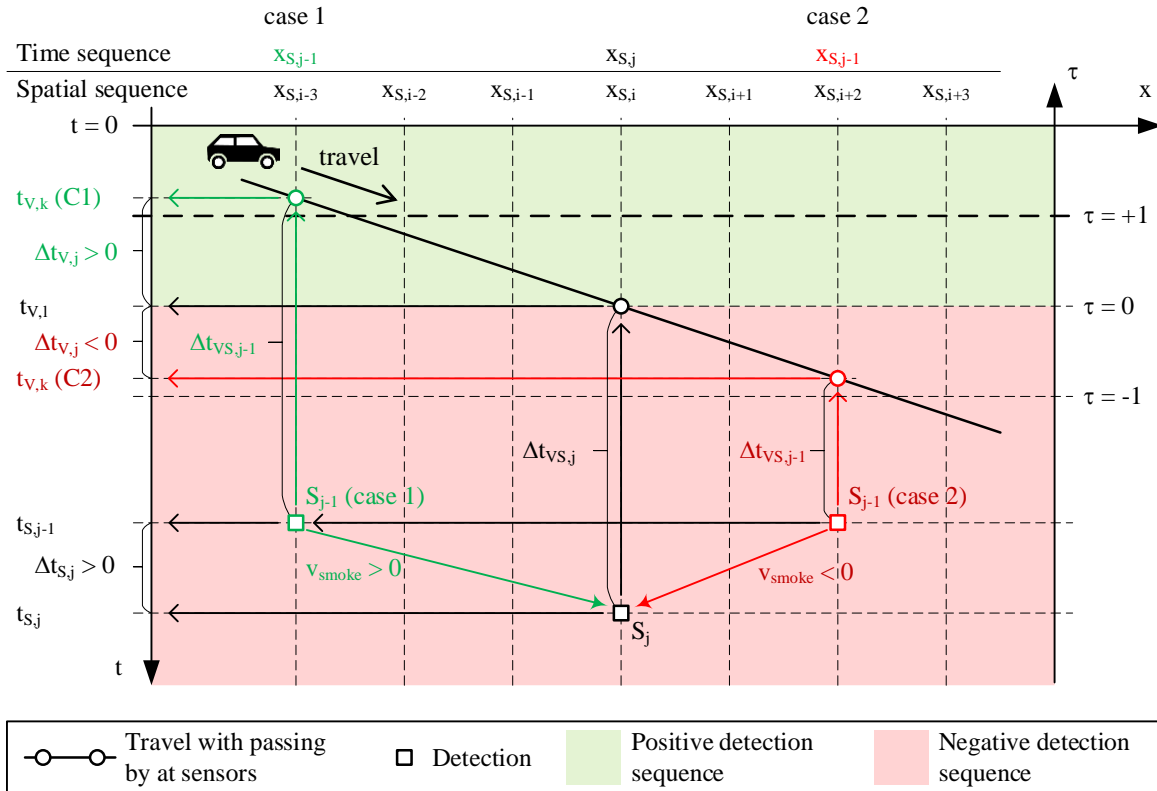 case 1 case 2
Time sequence x_{S,j-1} x_{S,j} x_{S,j-1}
τ
Spatial sequence x_{S,i-3} x_{S,i-2} x_{S,i-1} x_{S,i} x_{S,i+1} x_{S,i+2} x_{S,i+3} x
t = 0
travel
t_{V,k} (C1)
τ = +1
Δt_{V,j} > 0
t_{V,l} τ = 0
Δt_{V,j} < 0 Δt_{VS,j-1}
t_{V,k} (C2)
τ = -1
Δt_{VS,j} Δt_{VS,j-1}
S_{j-1} (case 1) S_{j-1} (case 2)
t_{S,j-1}
Δt_{S,j} > 0 v_{smoke} > 0 v_{smoke} < 0
t_{S,j}
S_j
t
Travel with passing
by at sensors
Detection
Positive detection
sequence
Negative detection
sequence